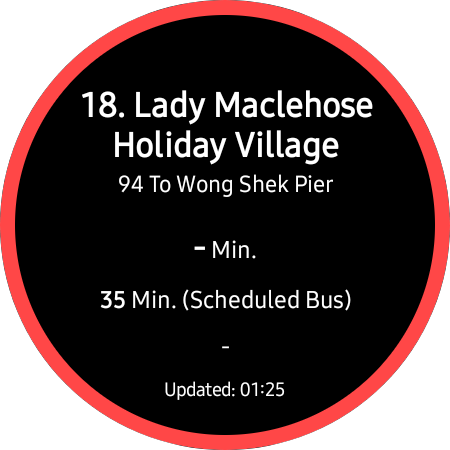 18. Lady Maclehose
Holiday Village
94 To Wong Shek Pier
- Min.
35 Min. (Scheduled Bus)
-
Updated: 01:25